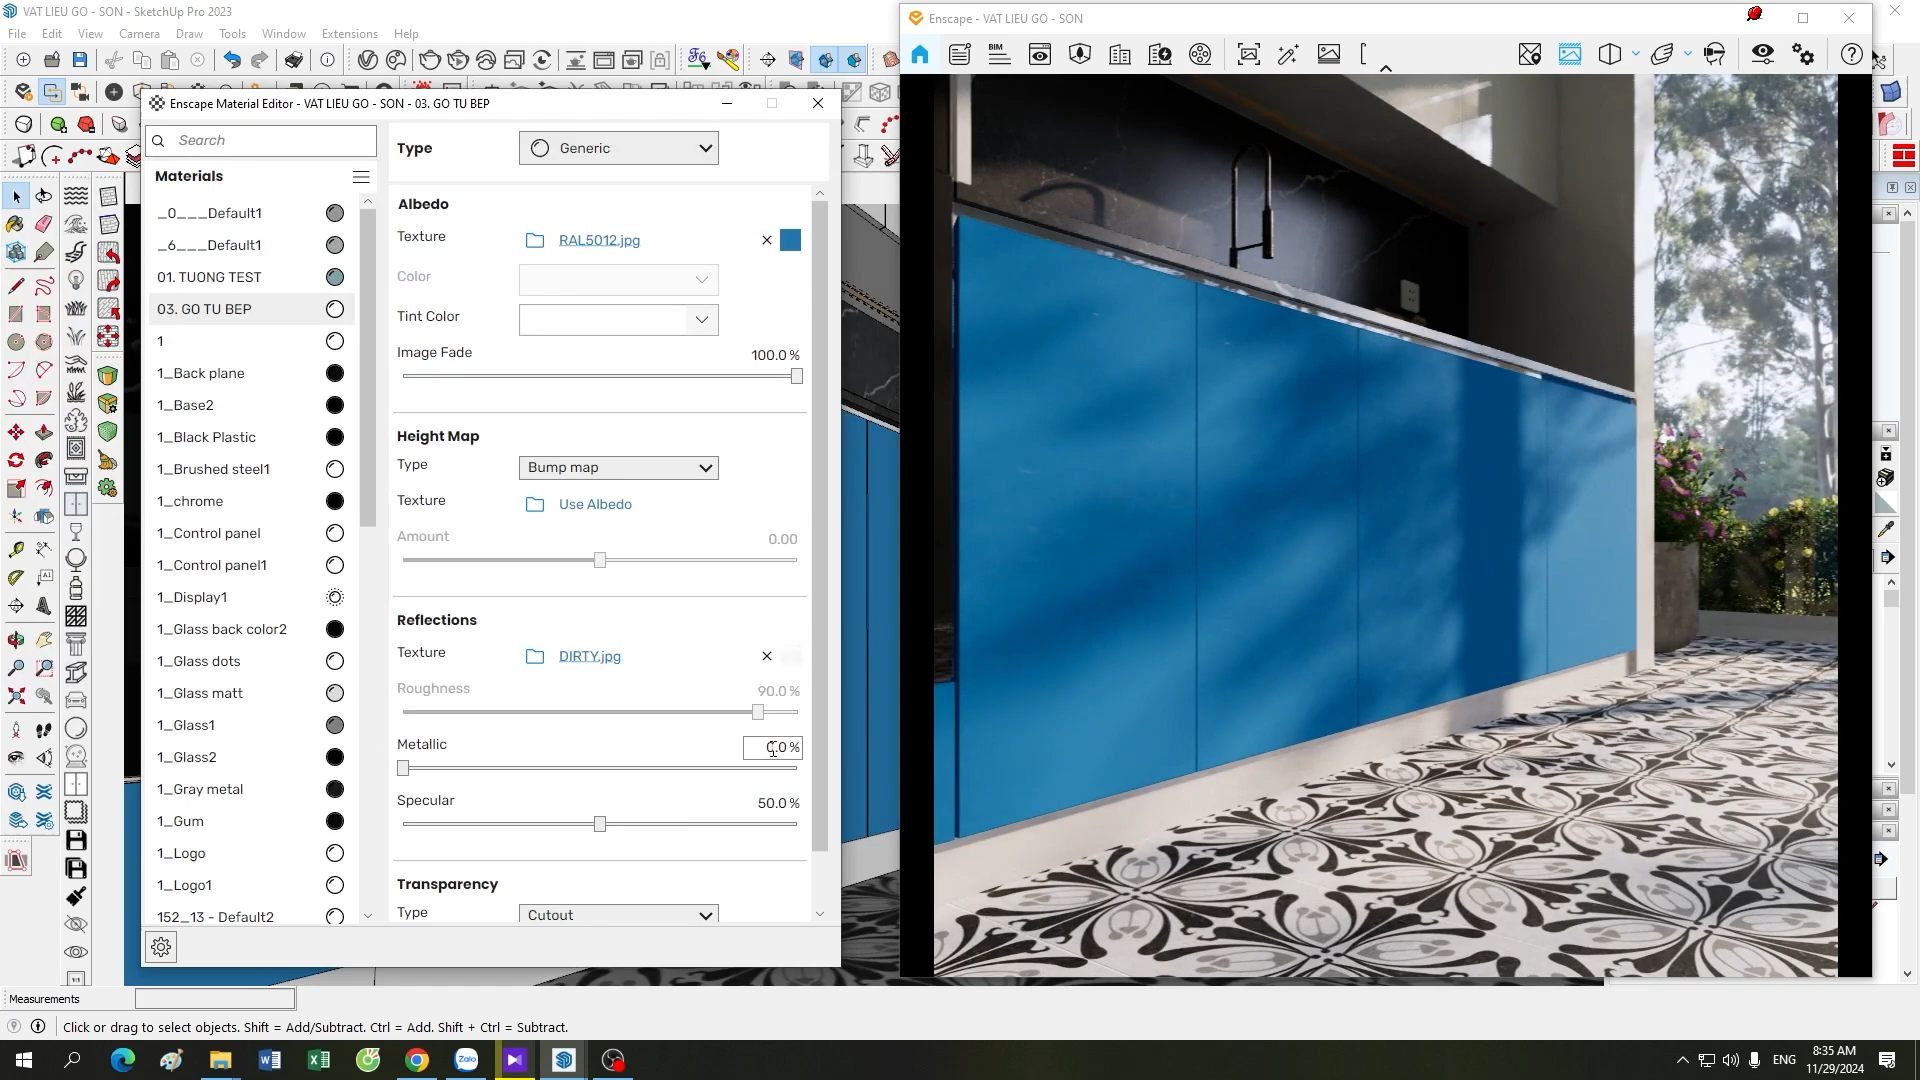 VAT LIEU GO - SON - SketchUp Pro 2023
File Edit View Camera Draw Tools Window Extensions Help
Enscape - VAT LIEU GO - SON
BIM
Enscape Material Editor - VAT LIEU GO - SON - 03. GO TU BEP
Search
Type
Generic
Materials
_0___Default1
_6___Default1
01. TUONG TEST
03. GO TU BEP
1
1_Back plane
1_Base2
1_Black Plastic
1_Brushed steel1
1_chrome
1_Control panel
1_Control panel1
1_Display1
1_Glass back color2
1_Glass dots
1_Glass matt
1_Glass1
1_Glass2
1_Gray metal
1_Gum
1_Logo
1_Logo1
152_13 - Default2
Albedo
Texture RAL5012.jpg
Color
Tint Color
Image Fade 100.0 %
Height Map
Type Bump map
Texture Use Albedo
Amount 0.00
Reflections
Texture DIRTY.jpg
Roughness 90.0 %
Metallic 0.0 %
Specular 50.0 %
Transparency
Type Cutout
Measurements
Click or drag to select objects. Shift = Add/Subtract. Ctrl = Add. Shift + Ctrl = Subtract.
Zalo
ENG
8:35 AM
11/29/2024